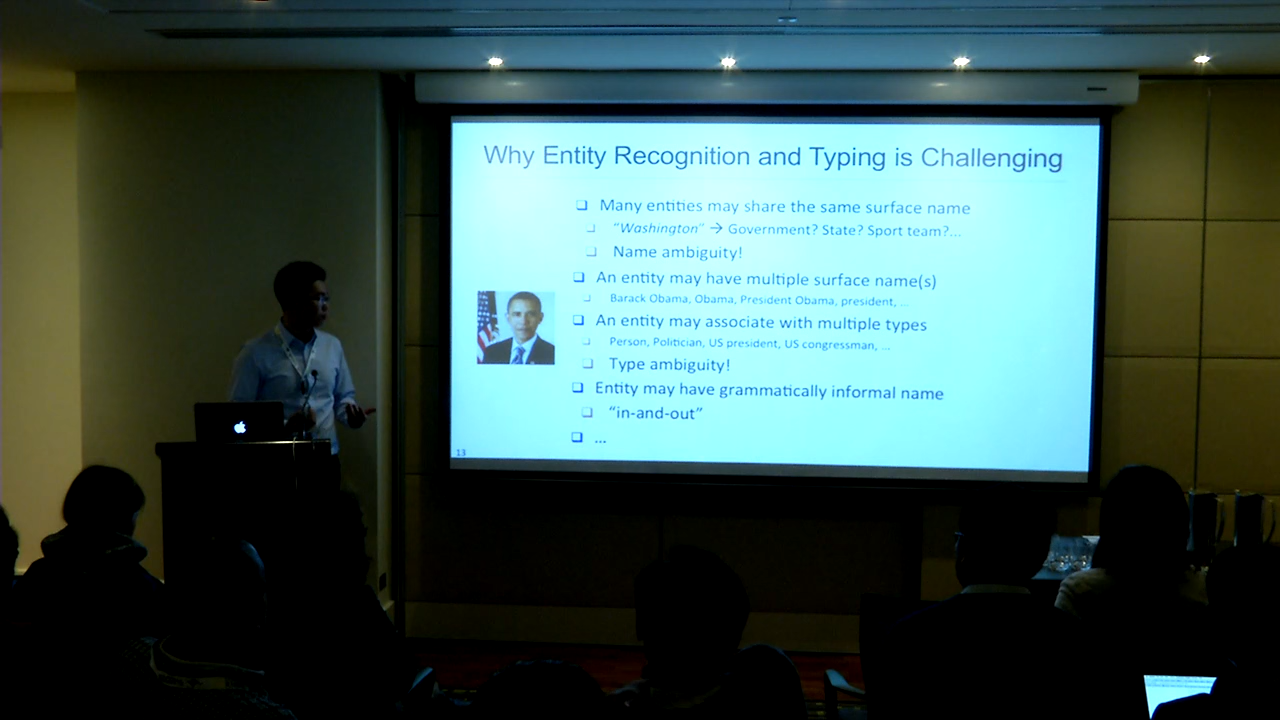 Why Entity Recognition and Typing is Challenging
❑ Many entities may share the same surface name
❑ "Washington" → Government? State? Sport team?...
❑ Name ambiguity!
❑ An entity may have multiple surface name(s)
❑ Barack Obama, Obama, President Obama, president, ...
❑ An entity may associate with multiple types
❑ Person, Politician, US president, US congressman, ...
❑ Type ambiguity!
❑ Entity may have grammatically informal name
❑ "in-and-out"
❑ ...
13